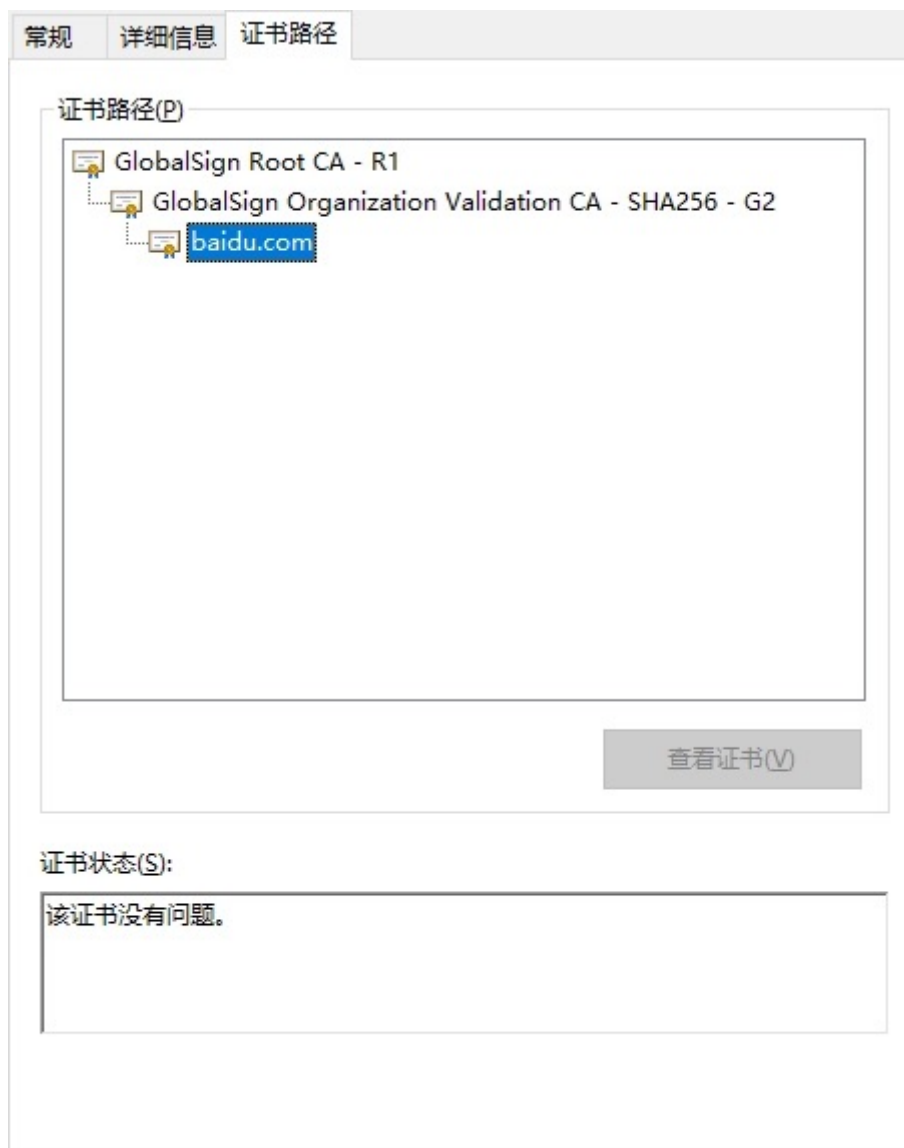 常规 详细信息 证书路径
证书路径(P)
GlobalSign Root CA - R1
GlobalSign Organization Validation CA - SHA256 - G2
baidu.com
查看证书(V)
证书状态(S):
该证书没有问题。